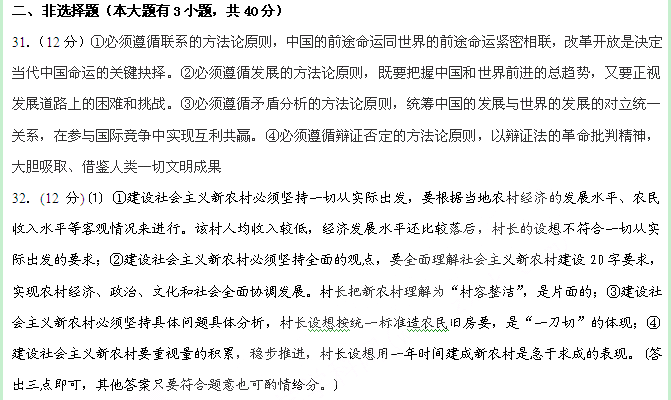 二、非选择题（本大题有 3 小题，共 40 分）
31.（12 分）①必须遵循联系的方法论原则，中国的前途命运同世界的前途命运紧密相联，改革开放是决定
当代中国命运的关键抉择。②必须遵循发展的方法论原则，既要把握中国和世界前进的总趋势，又要正视
发展道路上的困难和挑战。③必须遵循矛盾分析的方法论原则，统筹中国的发展与世界的发展的对立统一
关系，在参与国际竞争中实现互利共赢。④必须遵循辩证否定的方法论原则，以辩证法的革命批判精神，
大胆吸取、借鉴人类一切文明成果
32. (12 分)⑴ ①建设社会主义新农村必须坚持一切从实际出发，要根据当地农村经济的发展水平、农民
收入水平等客观情况来进行。该村人均收入较低，经济发展水平还比较落后，村长的设想不符合一切从实
际出发的要求；②建设社会主义新农村必须坚持全面的观点，要全面理解社会主义新农村建设 20 字要求，
实现农村经济、政治、文化和社会全面协调发展。村长把新农村理解为“村容整洁”，是片面的；③建设社
会主义新农村必须坚持具体问题具体分析，村长设想按统一标准造农民旧房要，是“一刀切”的体现；④
建设社会主义新农村要重视量的积累，稳步推进，村长设想用一年时间建成新农村是急于求成的表现。〔答
出三点即可，其他答案只要符合题意也可酌情给分。〕